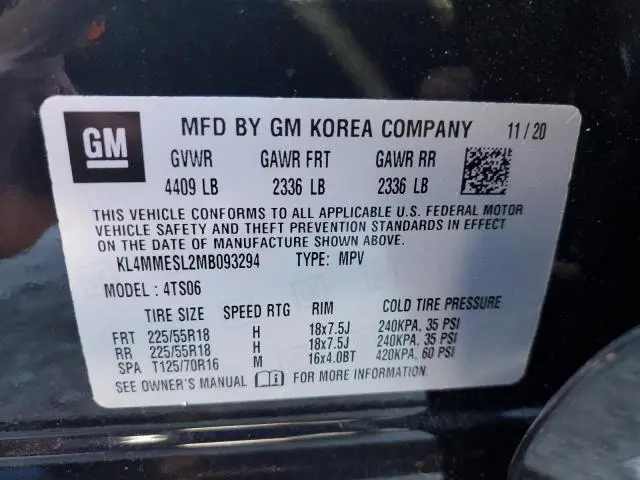 GM MFD BY GM KOREA COMPANY 11/20
GVWR GAWR FRT GAWR RR
4409 LB 2336 LB 2336 LB
THIS VEHICLE CONFORMS TO ALL APPLICABLE U.S. FEDERAL MOTOR
VEHICLE SAFETY AND THEFT PREVENTION STANDARDS IN EFFECT
ON THE DATE OF MANUFACTURE SHOWN ABOVE.
KL4MMESL2MB093294 TYPE: MPV
MODEL: 4TS06
TIRE SIZE SPEED RTG RIM COLD TIRE PRESSURE
FRT 225/55R18 H 18x7.5J 240KPA, 35 PSI
RR 225/55R18 H 18x7.5J 240KPA, 35 PSI
SPA T125/70R16 M 16x4.0BT 420KPA, 60 PSI
SEE OWNER'S MANUAL FOR MORE INFORMATION